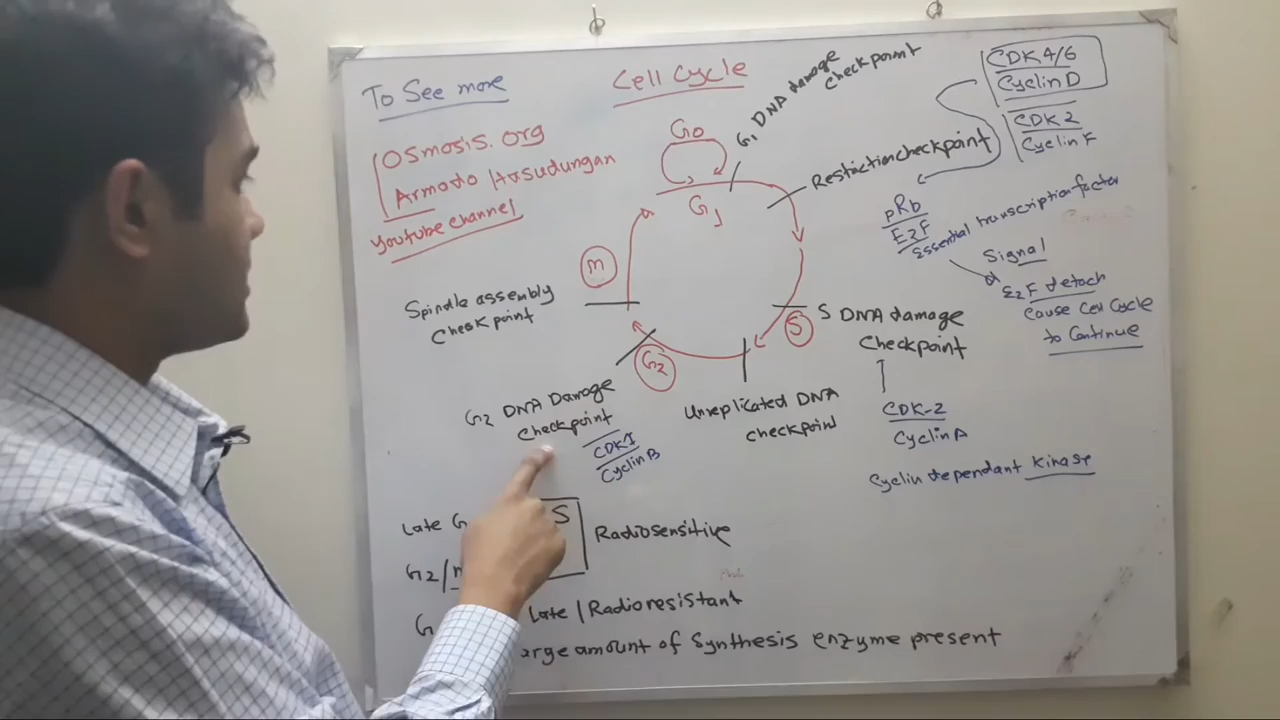 To See more
Osmosis.org
Armado Hasudungan
Youtube channel
Cell Cycle
G0
G1
G1 DNA damage
checkpoint
Restriction checkpoint
CDK 4/6
Cyclin D
CDK 2
Cyclin E
pRb
E2F
Essential transcription factor
Signal
E2F detach
Cause Cell Cycle
to Continue
M
Spindle assembly
Checkpoint
S
S DNA damage
Checkpoint
CDK-2
Cyclin A
Cyclin dependant kinase
G2
G2 DNA Damage
checkpoint
CDK1
Cyclin B
Unreplicated DNA
checkpoint
Late G
S
Radiosensitive
G2/m
G
Late / Radioresistant
arge amount of synthesis enzyme present